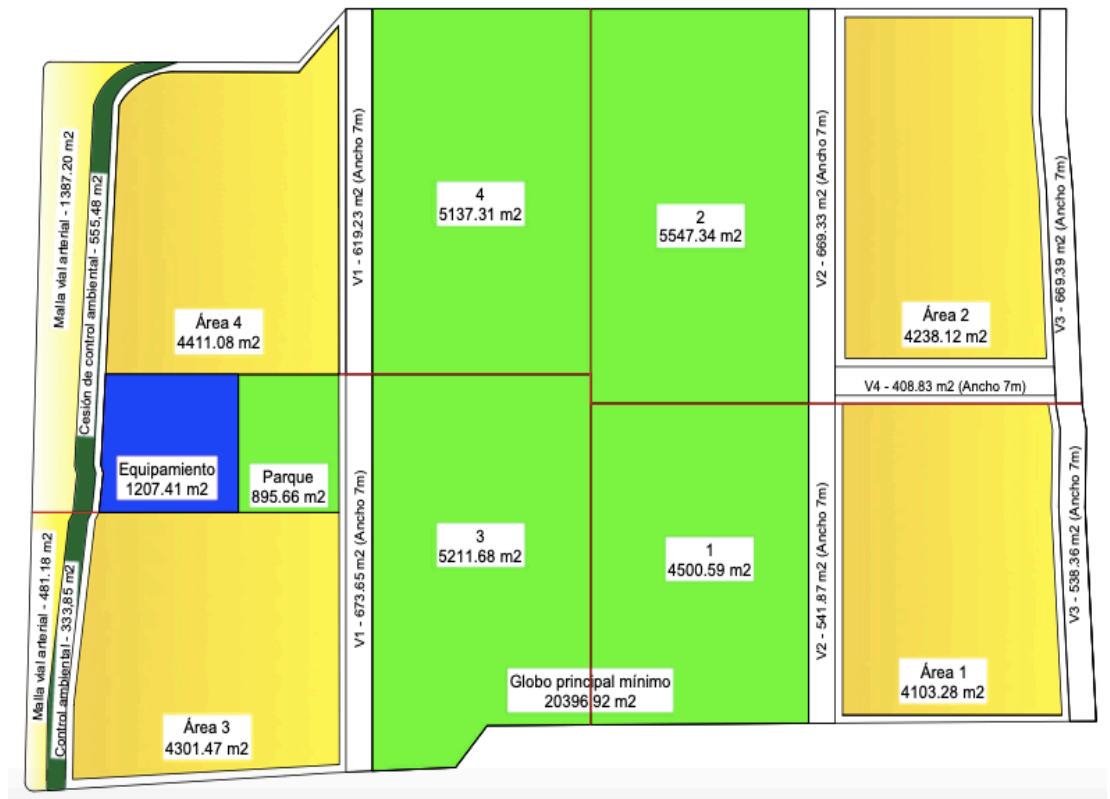 Malla vial arterial - 1387.20 m2
Cesión de control ambiental - 555,48 m2
Área 4
4411.08 m2
V1 - 619.23 m2 (Ancho 7m)
4
5137.31 m2
2
5547.34 m2
V2 - 669.33 m2 (Ancho 7m)
Área 2
4238.12 m2
V3 - 669.39 m2 (Ancho 7m)
V4 - 408.83 m2 (Ancho 7m)
Equipamiento
1207.41 m2
Parque
895.66 m2
Malla vial arterial - 481.18 m2
Control ambiental - 333,85 m2
Área 3
4301.47 m2
V1 - 673.65 m2 (Ancho 7m)
3
5211.68 m2
1
4500.59 m2
Globo principal mínimo
20396.92 m2
V2 - 541.87 m2 (Ancho 7m)
Área 1
4103.28 m2
V3 - 538.36 m2 (Ancho 7m)